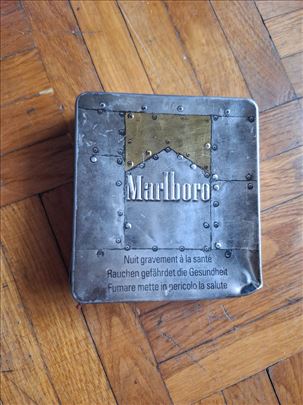 Marlboro
Nuit gravement à la santé
Rauchen gefährdet die Gesundheit
Fumare mette in pericolo la salute